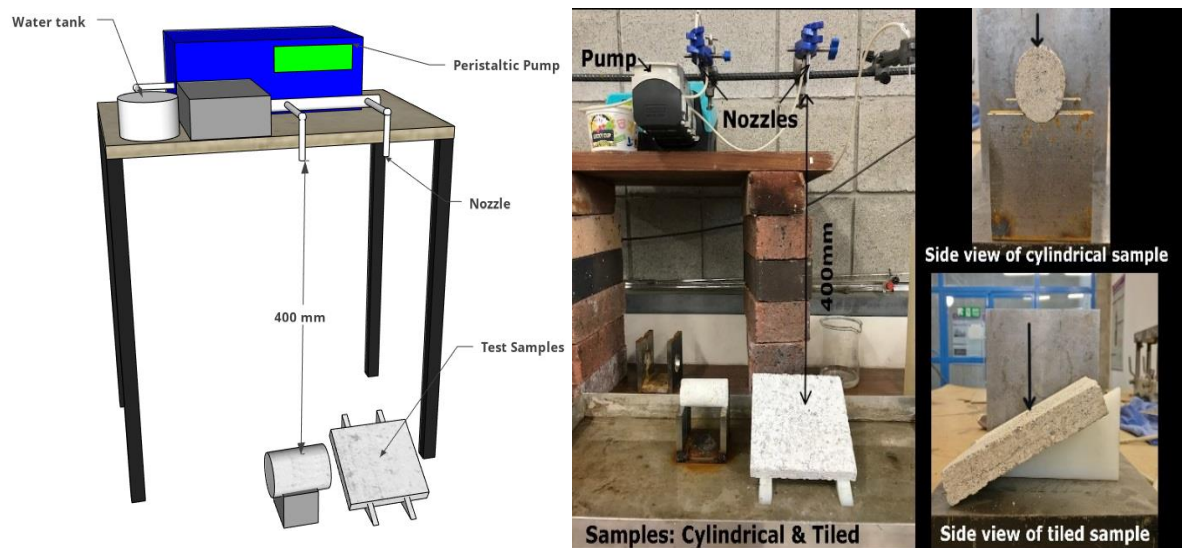 Water tank
Peristaltic Pump
Nozzle
400 mm
Test Samples
Pump
Nozzles
400mm
Samples: Cylindrical & Tiled
Side view of cylindrical sample
Side view of tiled sample